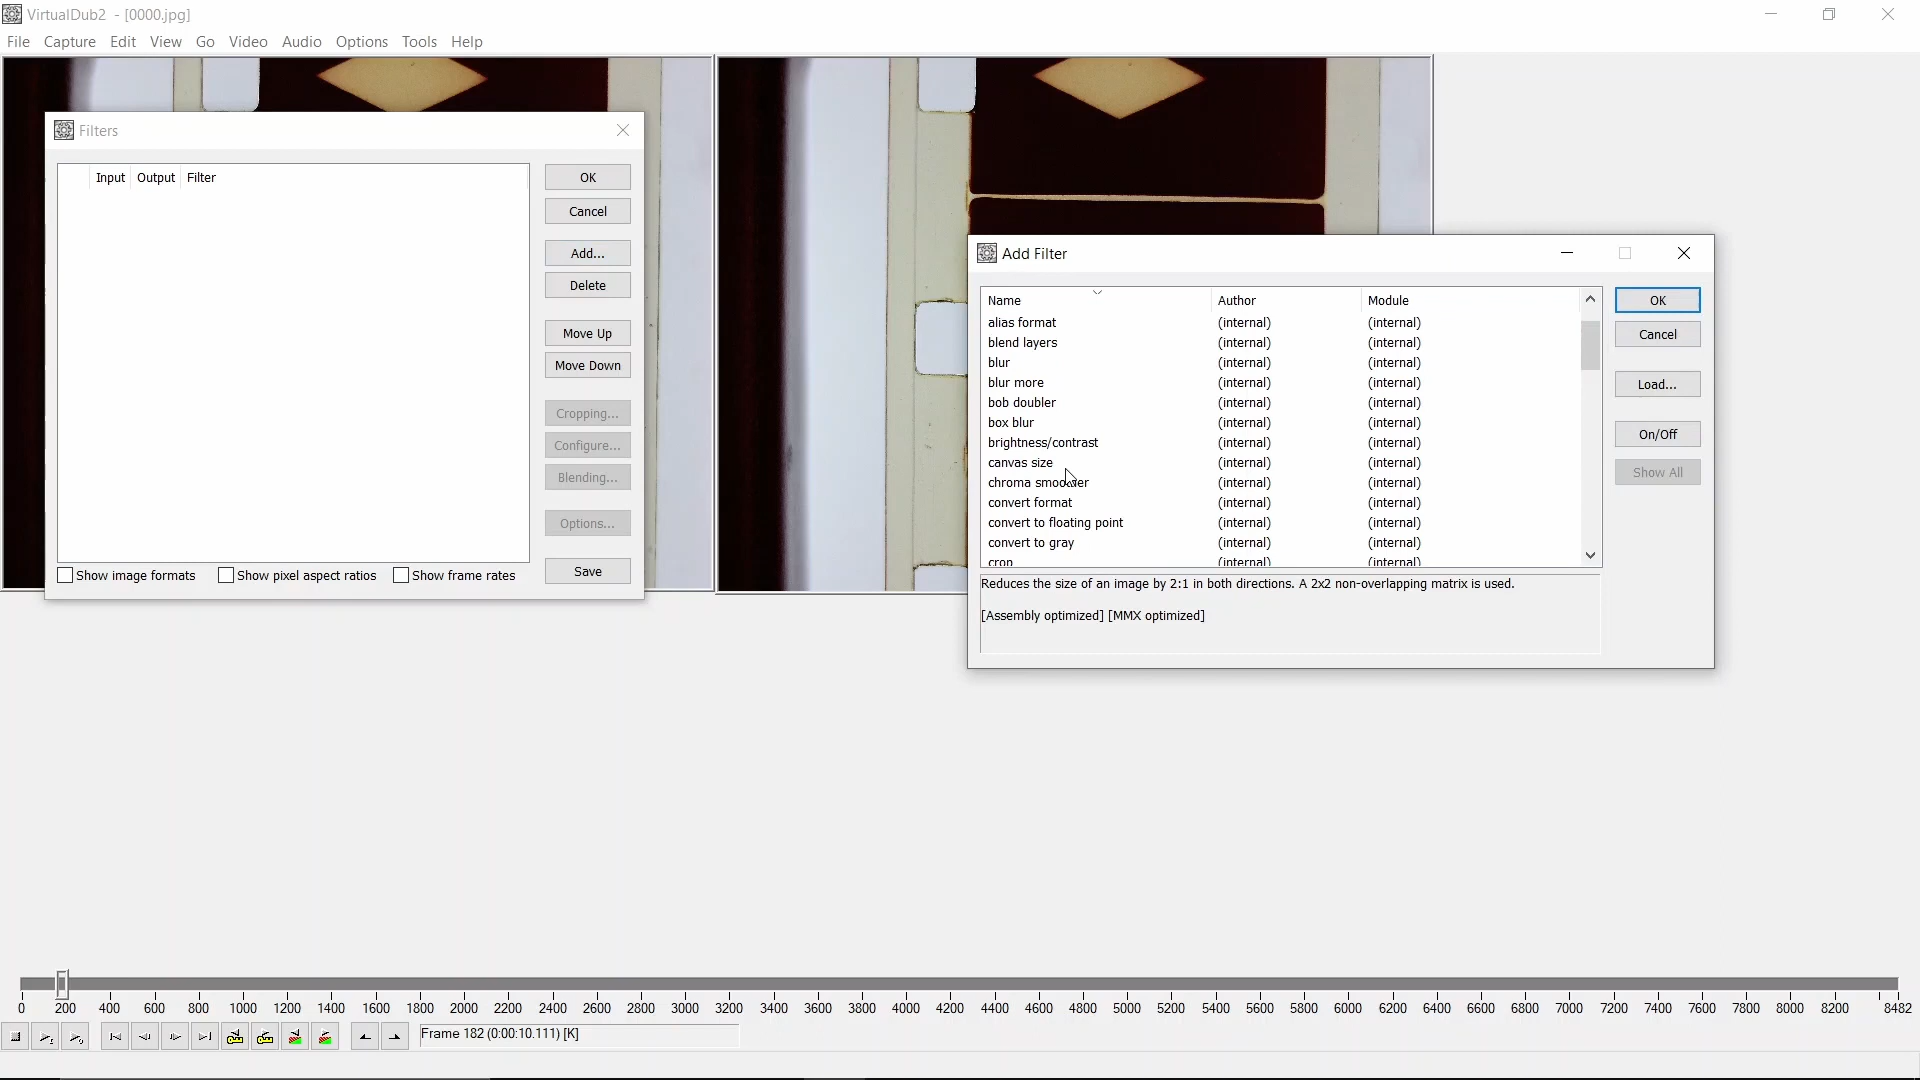 VirtualDub2 - [0000.jpg]
File Capture Edit View Go Video Audio Options Tools Help
Filters
Input Output Filter
OK
Cancel
Add...
Delete
Move Up
Move Down
Cropping...
Configure...
Blending...
Options...
Save
Show image formats Show pixel aspect ratios Show frame rates
Add Filter
Name Author Module
alias format (internal) (internal)
blend layers (internal) (internal)
blur (internal) (internal)
blur more (internal) (internal)
bob doubler (internal) (internal)
box blur (internal) (internal)
brightness/contrast (internal) (internal)
canvas size (internal) (internal)
chroma smoother (internal) (internal)
convert format (internal) (internal)
convert to floating point (internal) (internal)
convert to gray (internal) (internal)
crop (internal) (internal)
OK
Cancel
Load...
On/Off
Show All
Reduces the size of an image by 2:1 in both directions. A 2x2 non-overlapping matrix is used.
[Assembly optimized] [MMX optimized]
0 200 400 600 800 1000 1200 1400 1600 1800 2000 2200 2400 2600 2800 3000 3200 3400 3600 3800 4000 4200 4400 4600 4800 5000 5200 5400 5600 5800 6000 6200 6400 6600 6800 7000 7200 7400 7600 7800 8000 8200 8482
Frame 182 (0:00:10.111) [K]